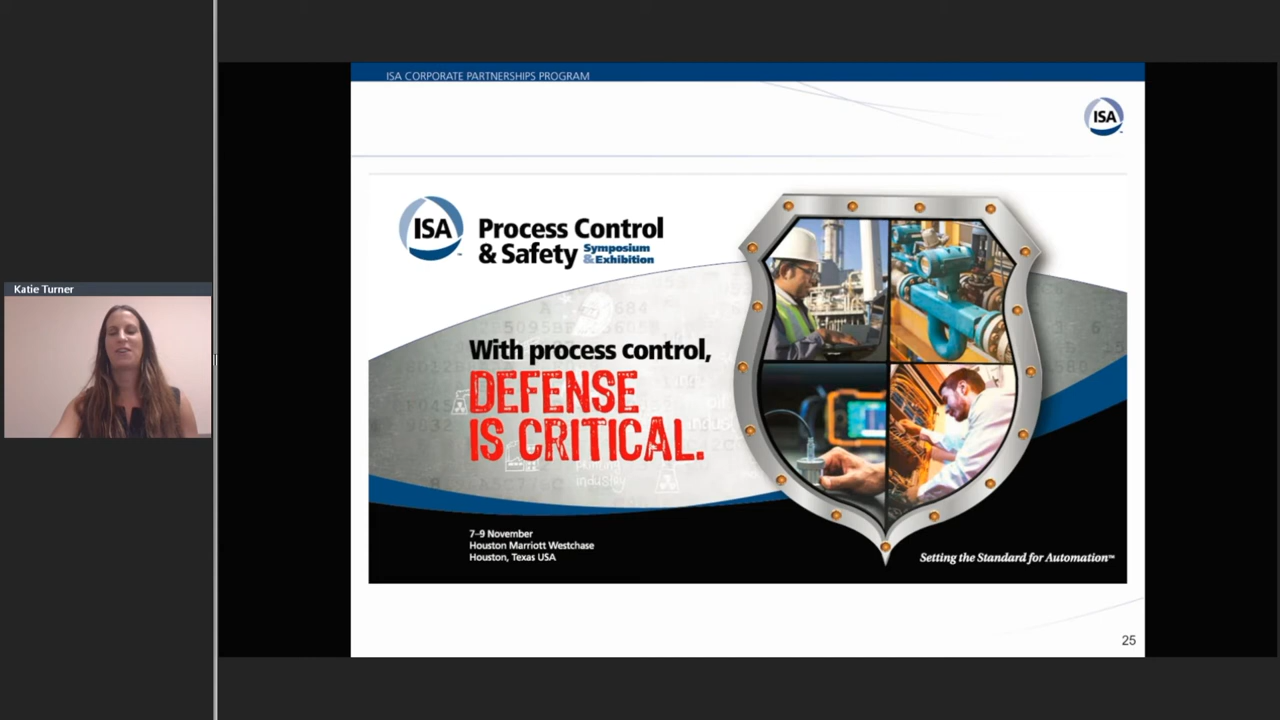 ISA CORPORATE PARTNERSHIPS PROGRAM
ISA
ISA
Process Control
& Safety Symposium
& Exhibition
With process control,
DEFENSE
IS CRITICAL.
7–9 November
Houston Marriott Westchase
Houston, Texas USA
Setting the Standard for Automation™
25
Katie Turner